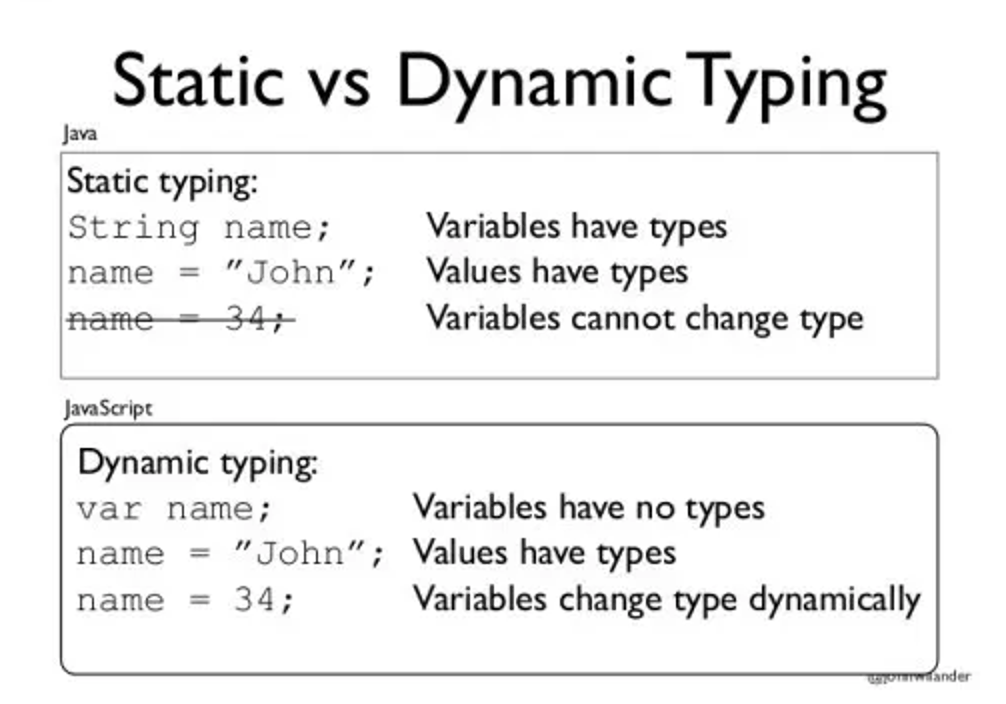 Static vs Dynamic Typing
Java
Static typing:
String name; Variables have types
name = ”John”; Values have types
name = 34; Variables cannot change type
JavaScript
Dynamic typing:
var name; Variables have no types
name = ”John”; Values have types
name = 34; Variables change type dynamically
@johnwilander